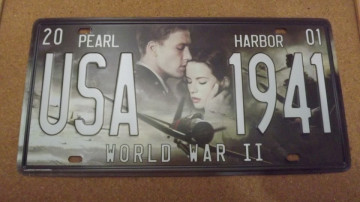 20 PEARL HARBOR 01
USA 1941
WORLD WAR II